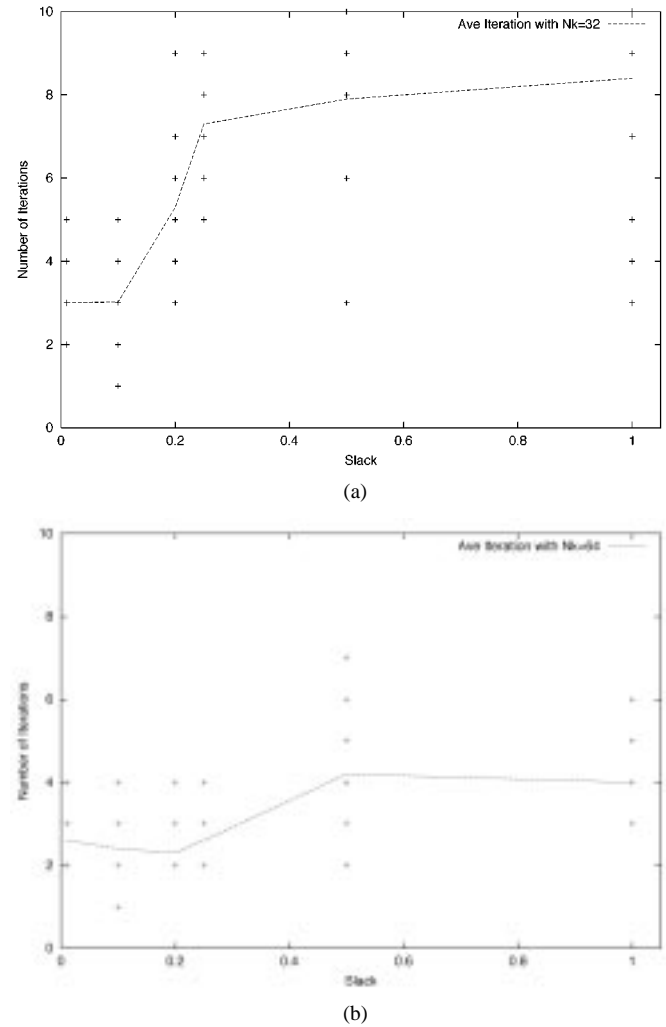 10
Ave Iteration with Nk=32
8
6
4
2
0
Number of Iterations
0 0.2 0.4 0.6 0.8 1
Slack
(a)
10
Ave Iteration with Nk=64
8
6
4
2
0
Number of Iterations
0 0.2 0.4 0.6 0.8 1
Slack
(b)